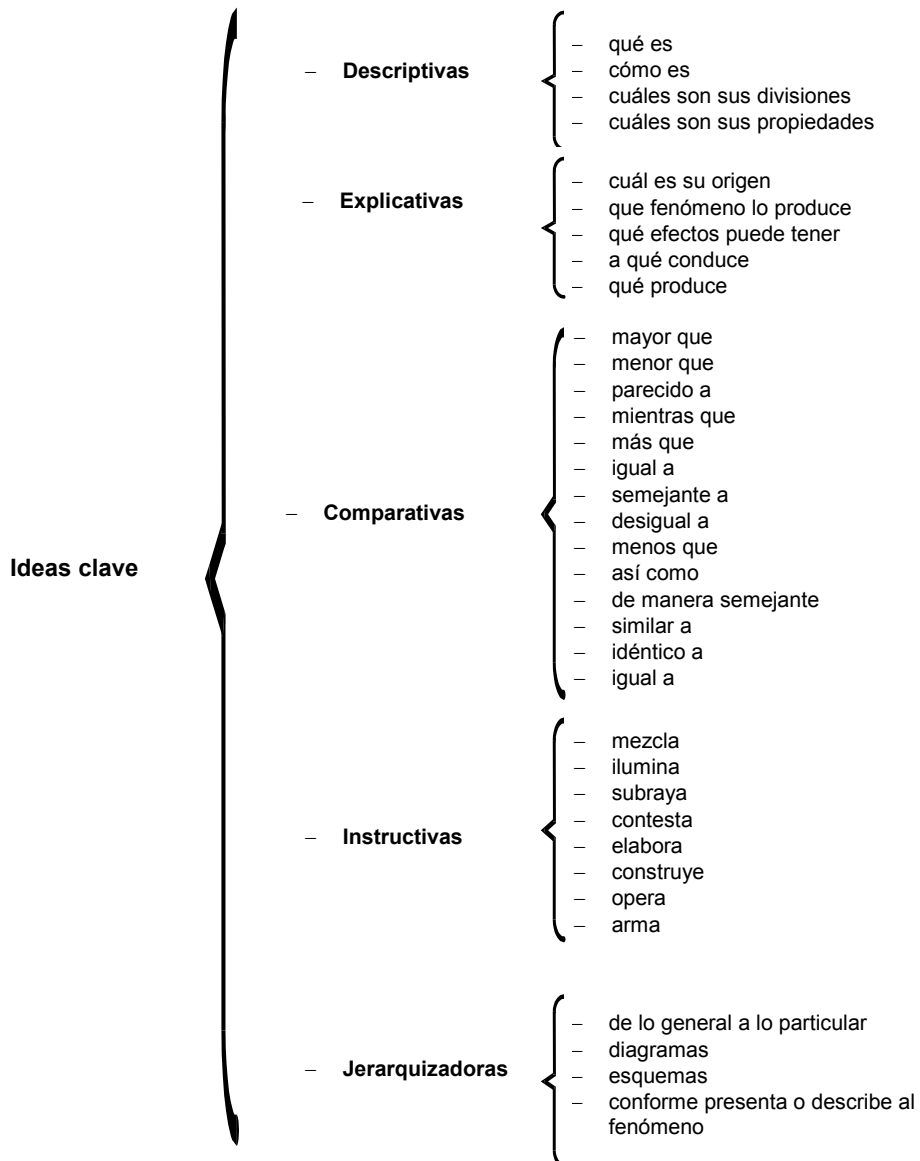 Ideas clave
– Descriptivas
– qué es
– cómo es
– cuáles son sus divisiones
– cuáles son sus propiedades
– Explicativas
– cuál es su origen
– que fenómeno lo produce
– qué efectos puede tener
– a qué conduce
– qué produce
– Comparativas
– mayor que
– menor que
– parecido a
– mientras que
– más que
– igual a
– semejante a
– desigual a
– menos que
– así como
– de manera semejante
– similar a
– idéntico a
– igual a
– Instructivas
– mezcla
– ilumina
– subraya
– contesta
– elabora
– construye
– opera
– arma
– Jerarquizadoras
– de lo general a lo particular
– diagramas
– esquemas
– conforme presenta o describe al
fenómeno